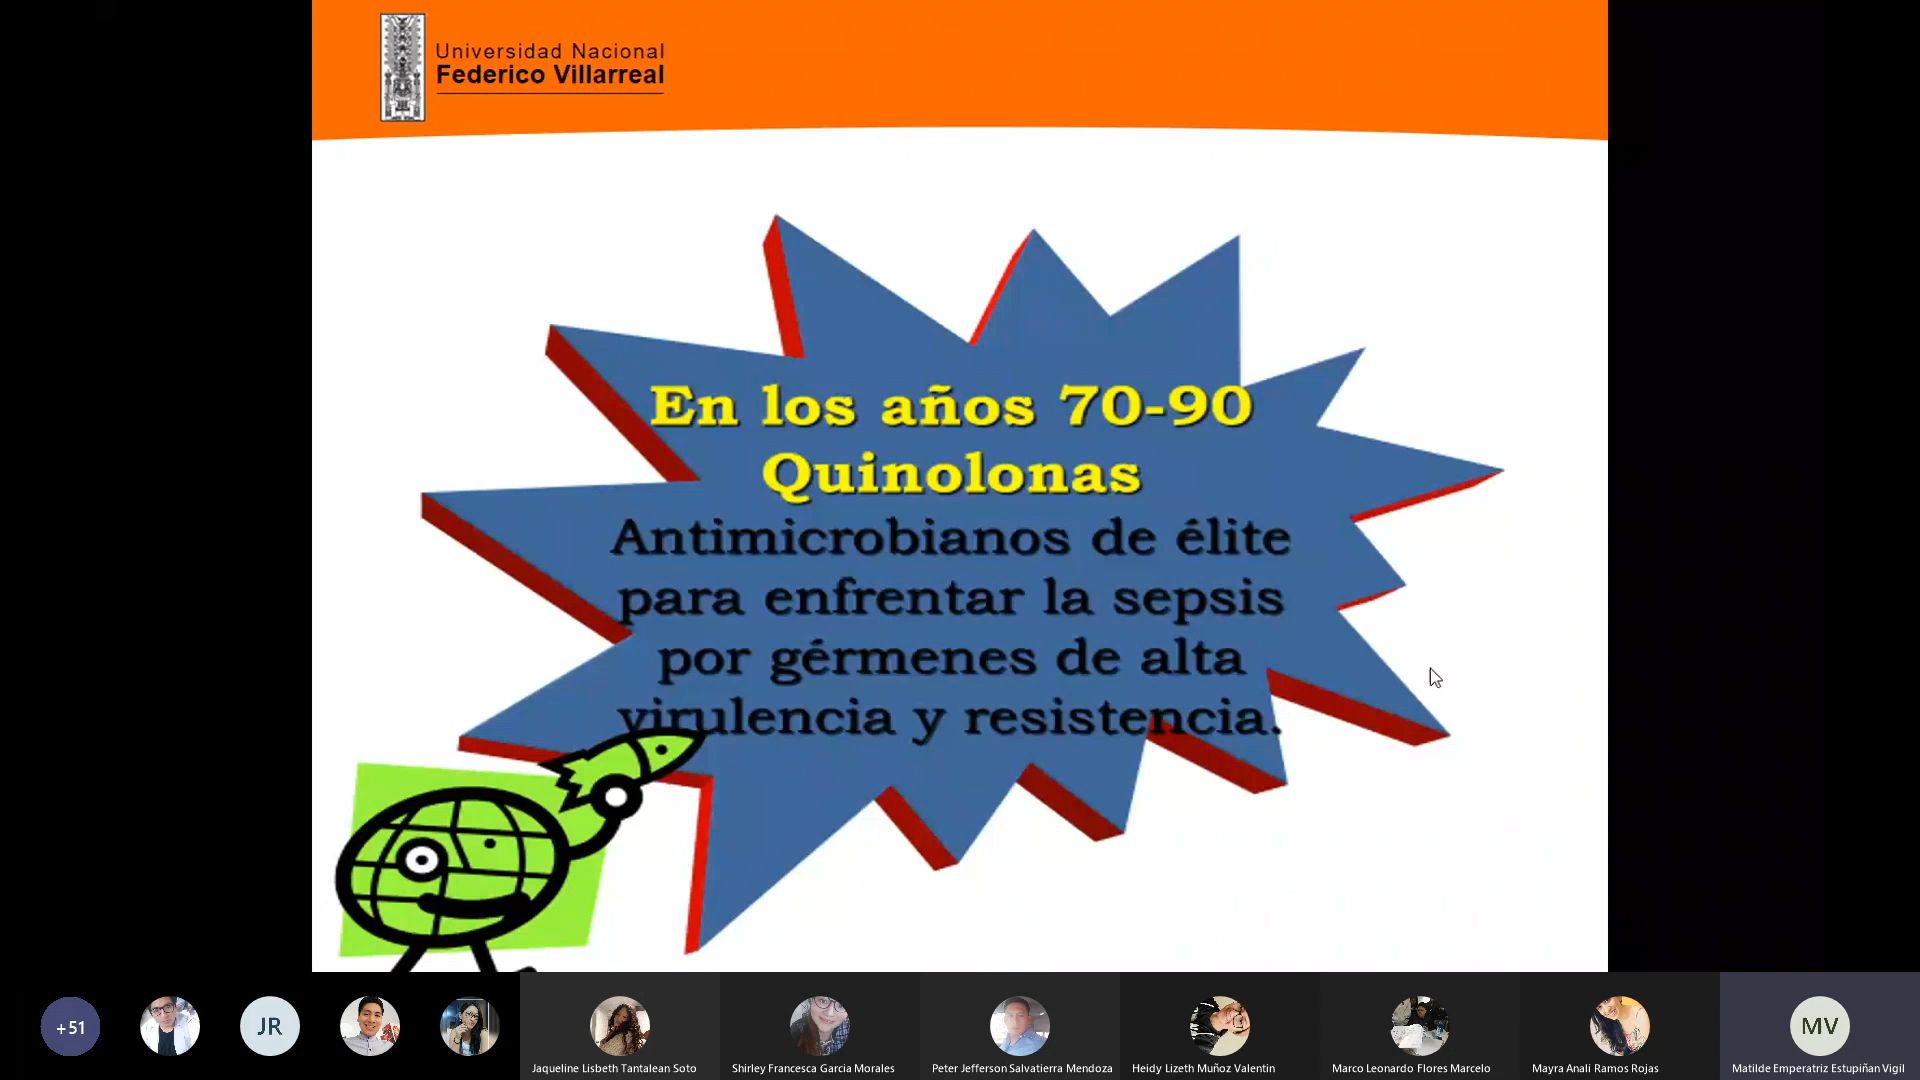 Universidad Nacional
Federico Villarreal
En los años 70-90
Quinolonas
Antimicrobianos de élite
para enfrentar la sepsis
por gérmenes de alta
virulencia y resistencia.
+51
JR
MV
Jaqueline Lisbeth Tantalean Soto
Shirley Francesca Garcia Morales
Peter Jefferson Salvatierra Mendoza
Heidy Lizeth Muñoz Valentin
Marco Leonardo Flores Marcelo
Mayra Anali Ramos Rojas
Matilde Emperatriz Estupiñan Vigil